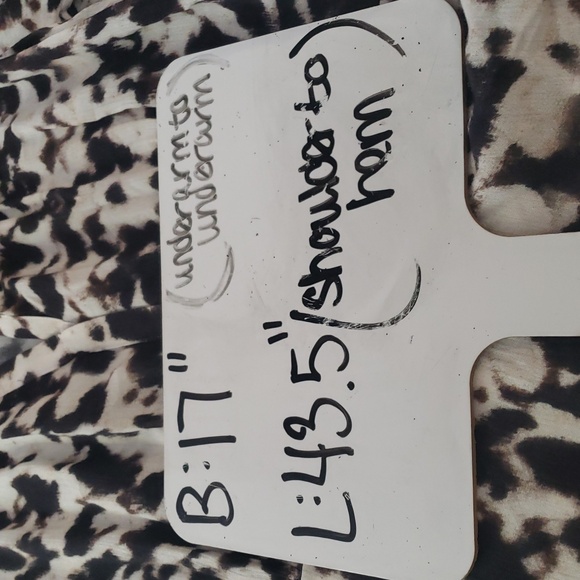 B: 17" (underarm to
underarm)
L: 43.5" (shoulder to
hem)